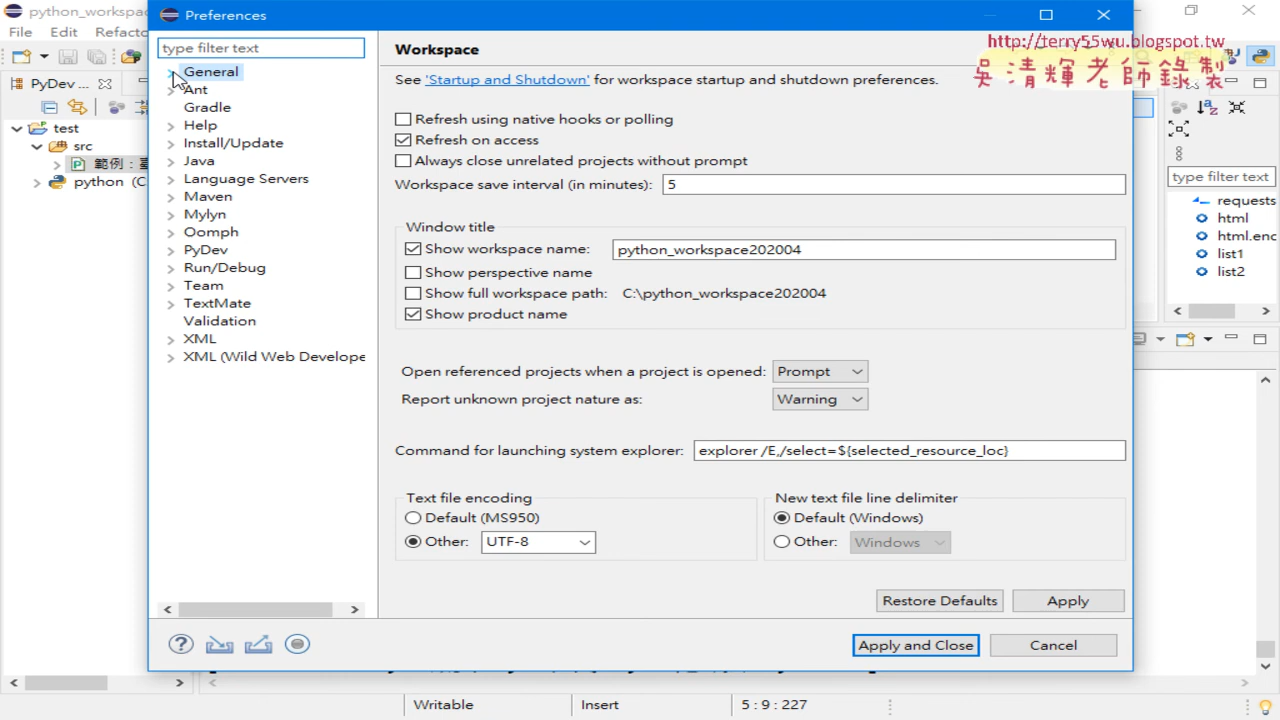 python_workspace
Preferences
File Edit Refacto
http://terry55wu.blogspot.tw
吳清輝老師錄製
type filter text
Workspace
See 'Startup and Shutdown' for workspace startup and shutdown preferences.
PyDev ...
General
Ant
Gradle
Help
Install/Update
Java
Language Servers
Maven
Mylyn
Oomph
PyDev
Run/Debug
Team
TextMate
Validation
XML
XML (Wild Web Develope
test
src
範例：臺
python (C
Refresh using native hooks or polling
Refresh on access
Always close unrelated projects without prompt
Workspace save interval (in minutes): 5
Window title
Show workspace name: python_workspace202004
Show perspective name
Show full workspace path: C:\python_workspace202004
Show product name
Open referenced projects when a project is opened: Prompt
Report unknown project nature as: Warning
Command for launching system explorer: explorer /E,/select=${selected_resource_loc}
Text file encoding
Default (MS950)
Other: UTF-8
New text file line delimiter
Default (Windows)
Other: Windows
Restore Defaults Apply
Apply and Close Cancel
type filter text
requests
html
html.enc
list1
list2
Writable Insert 5 : 9 : 227